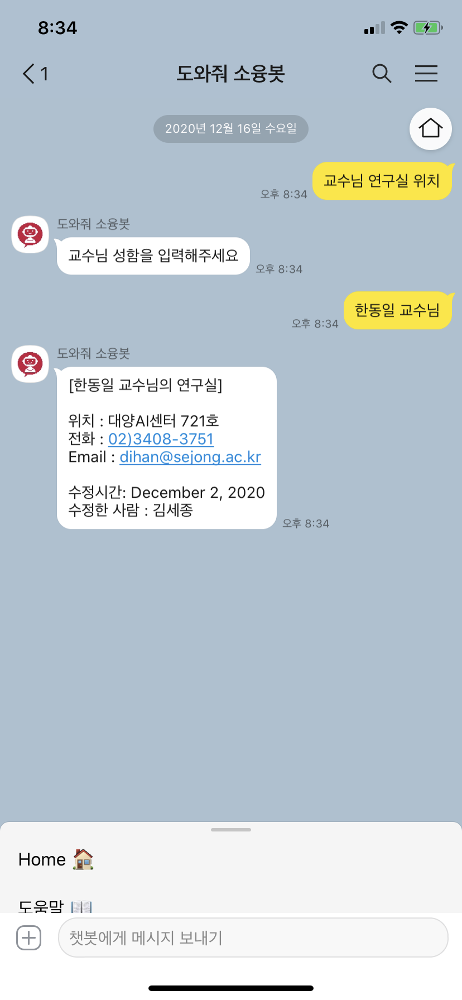 8:34
1
도와줘 소융봇
2020년 12월 16일 수요일
교수님 연구실 위치
오후 8:34
도와줘 소융봇
교수님 성함을 입력해주세요
오후 8:34
한동일 교수님
오후 8:34
도와줘 소융봇
[한동일 교수님의 연구실]
위치 : 대양AI센터 721호
전화 : 02)3408-3751
Email : dihan@sejong.ac.kr
수정시간: December 2, 2020
수정한 사람 : 김세종
오후 8:34
Home 🏠
도움말 📖
챗봇에게 메시지 보내기